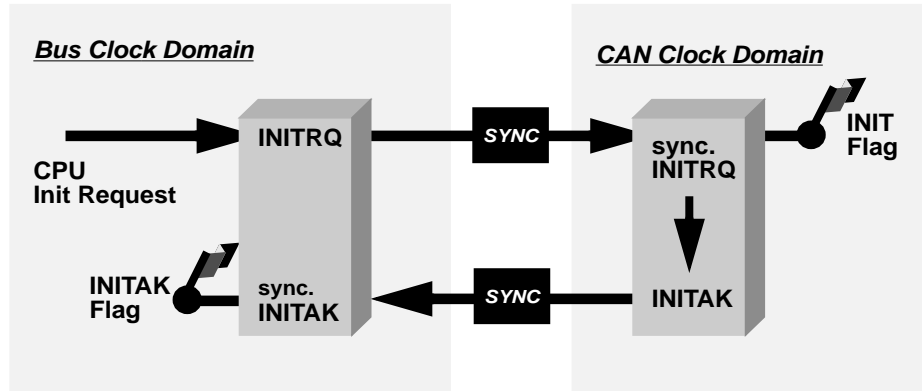 Bus Clock Domain
CAN Clock Domain
CPU
Init Request
INITRQ
SYNC
sync.
INITRQ
INIT
Flag
INITAK
Flag
sync.
INITAK
SYNC
INITAK